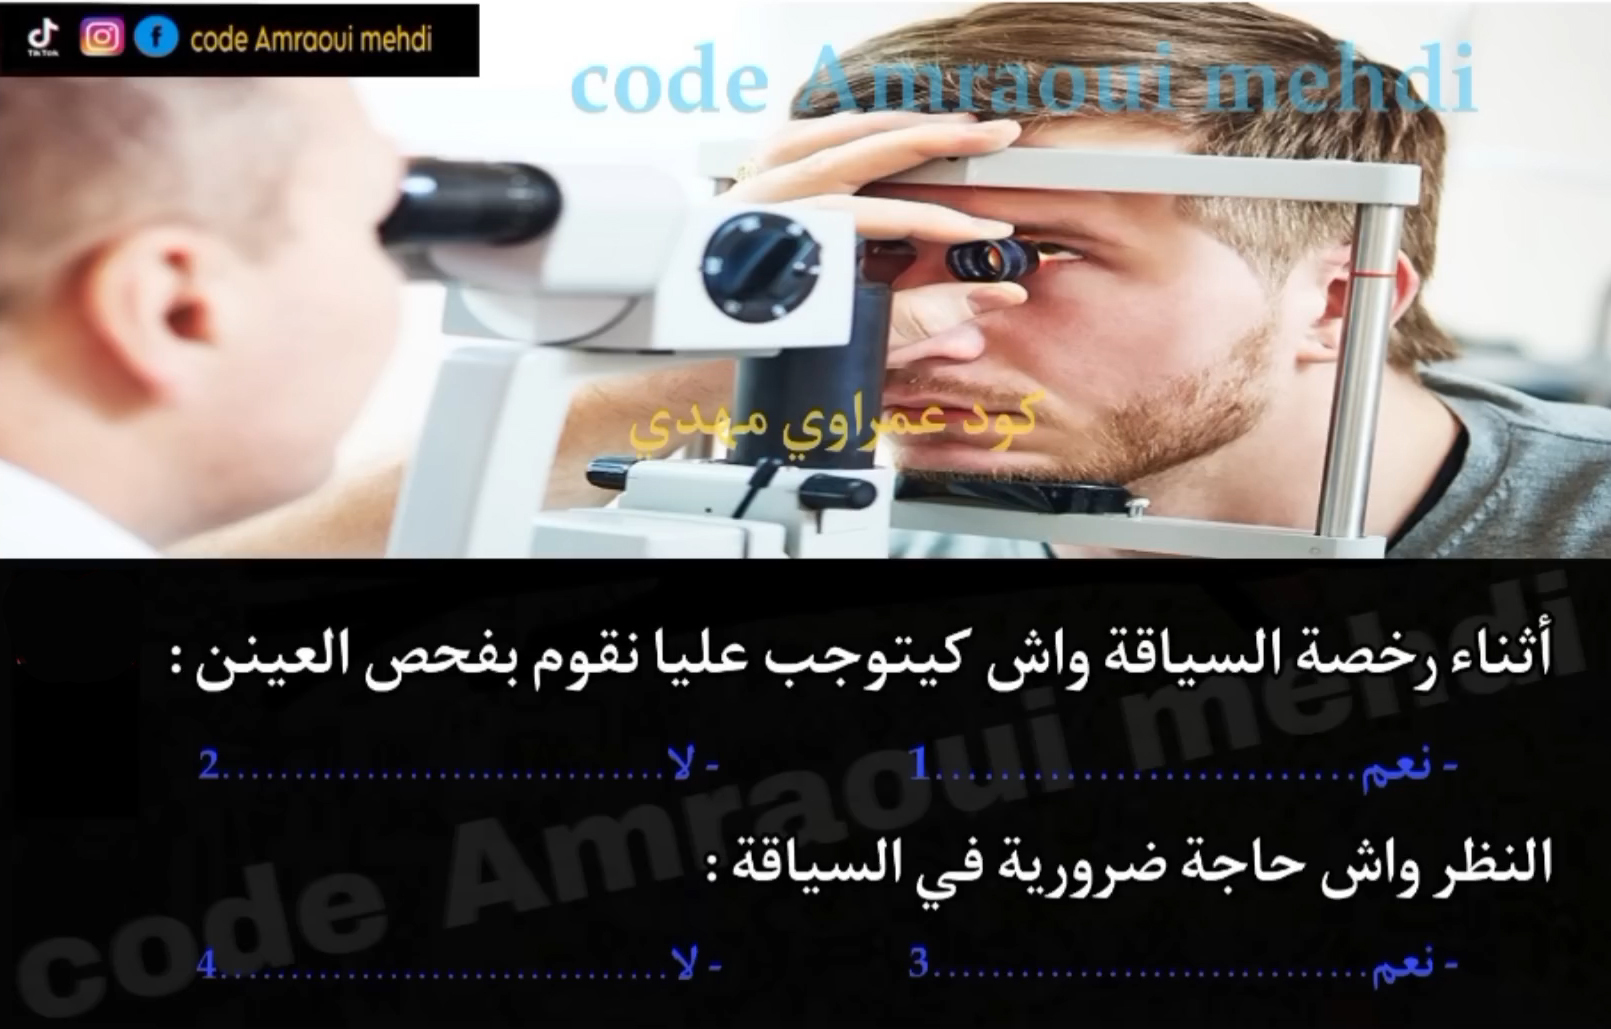 TikTok
code Amraoui mehdi
code Amraoui mehdi
كود عمراوي مهدي
أثناء رخصة السياقة واش كيتوجب عليا نقوم بفحص العينن :
- نعم..............................1 - لا..............................2
النظر واش حاجة ضرورية في السياقة :
- نعم..............................3 - لا..............................4
code Amraoui mehdi